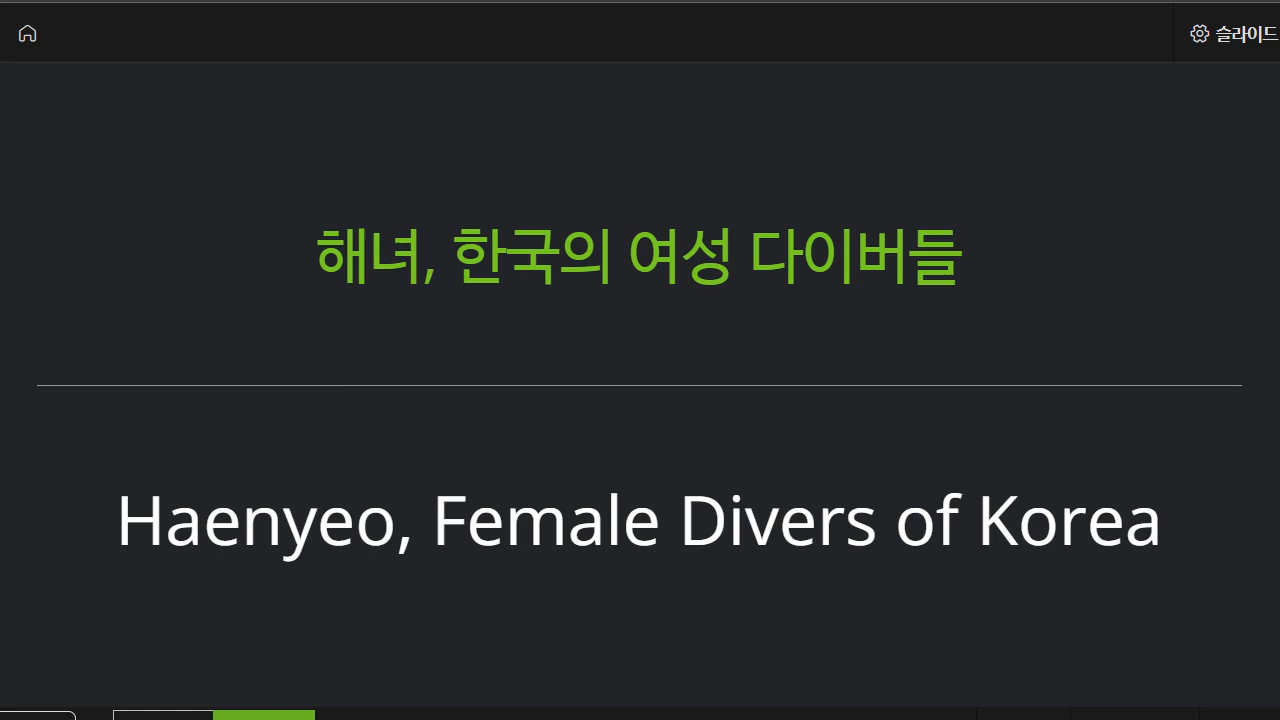 슬라이드
해녀, 한국의 여성 다이버들
Haenyeo, Female Divers of Korea